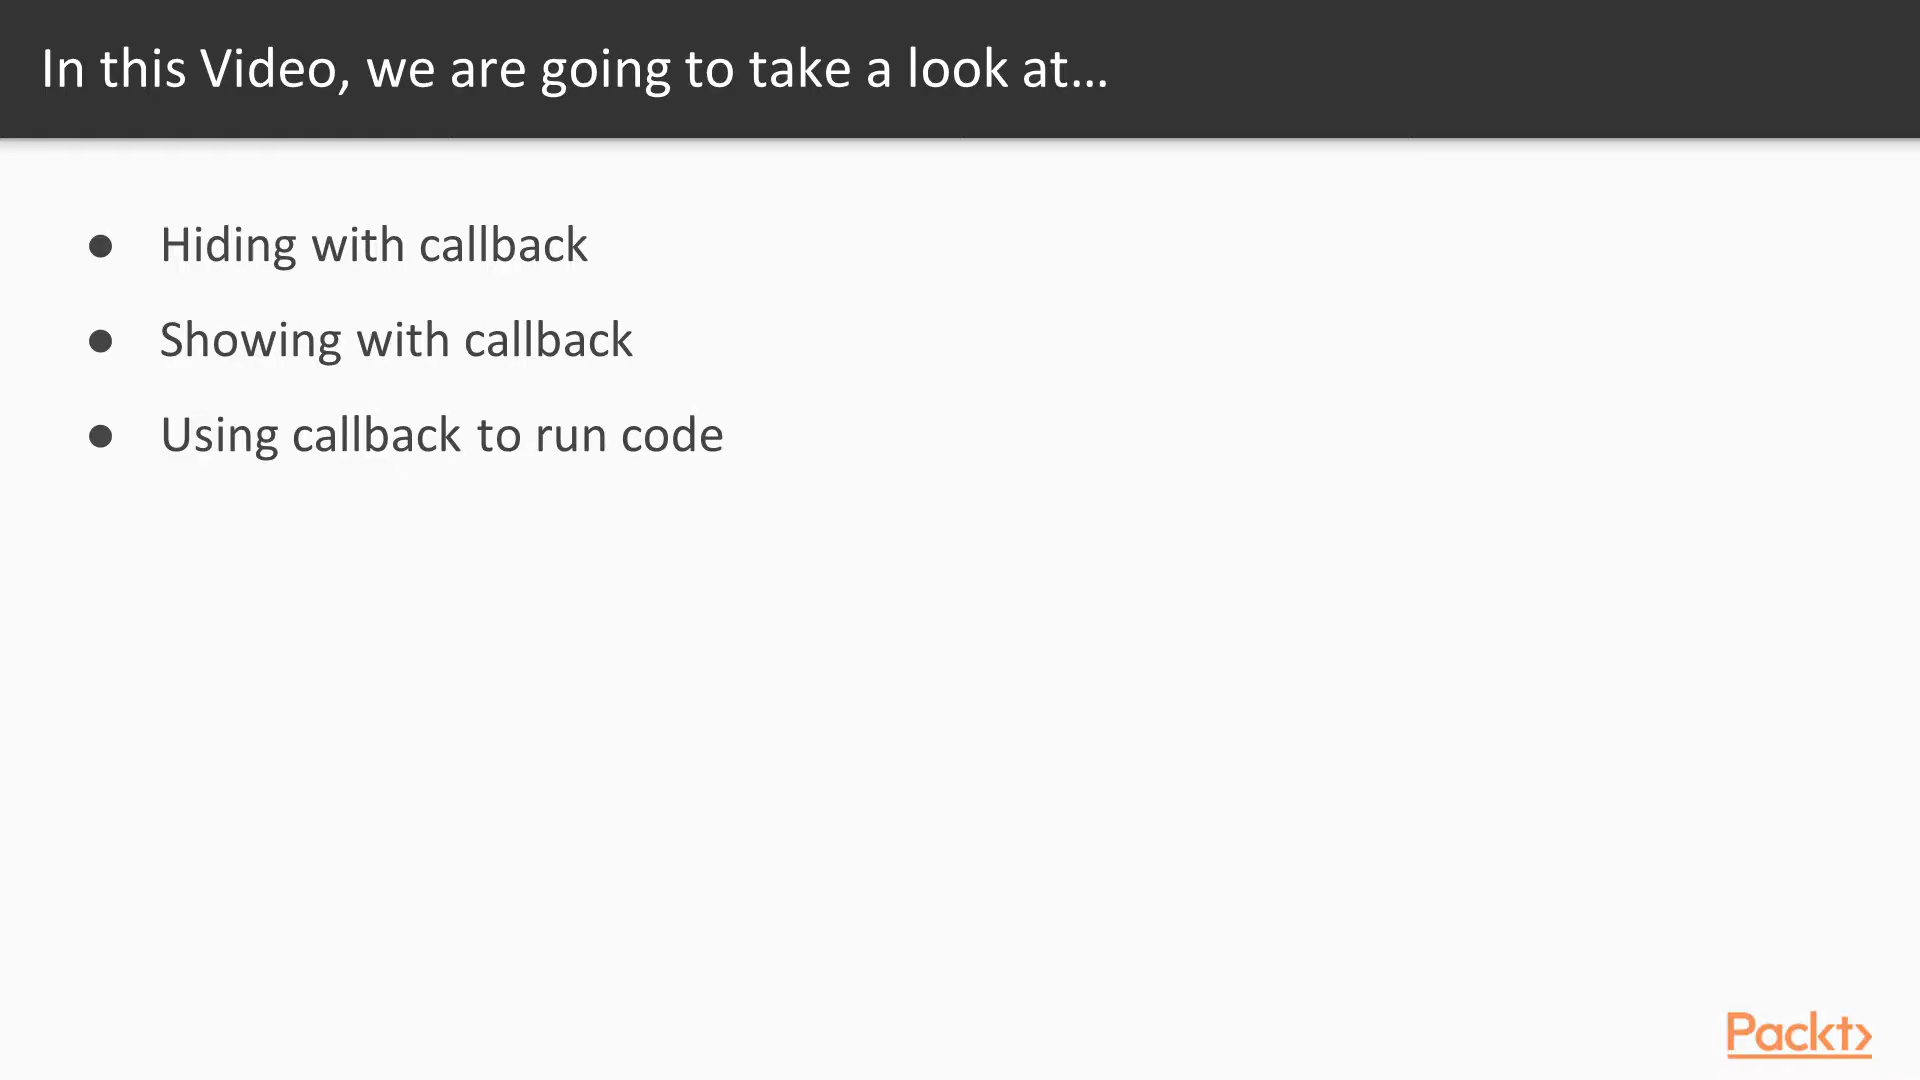 In this Video, we are going to take a look at...
● Hiding with callback
● Showing with callback
● Using callback to run code
Packt>